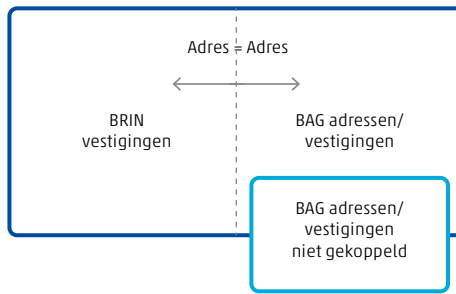 Adres = Adres
BRIN
vestigingen
BAG adressen/
vestigingen
BAG adressen/
vestigingen
niet gekoppeld